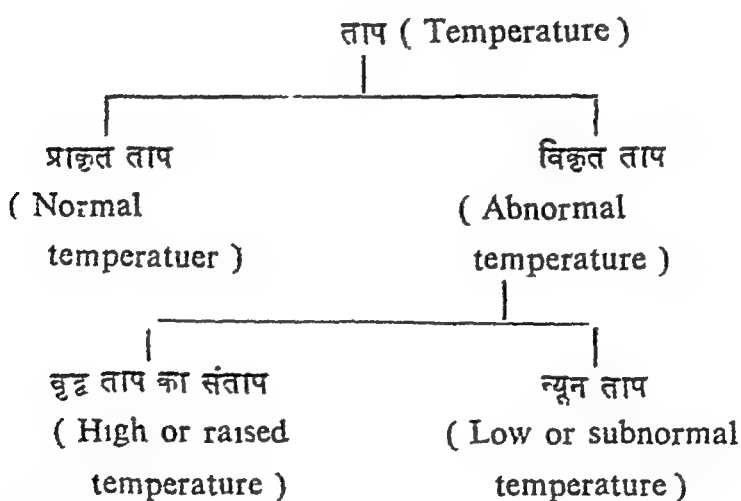 ताप ( Temperature )
प्राकृत ताप
( Normal
temperatuer )
विकृत ताप
( Abnormal
temperature )
वृद्व ताप का संताप
( High or raised
temperature )
न्यून ताप
( Low or subnormal
temperature )